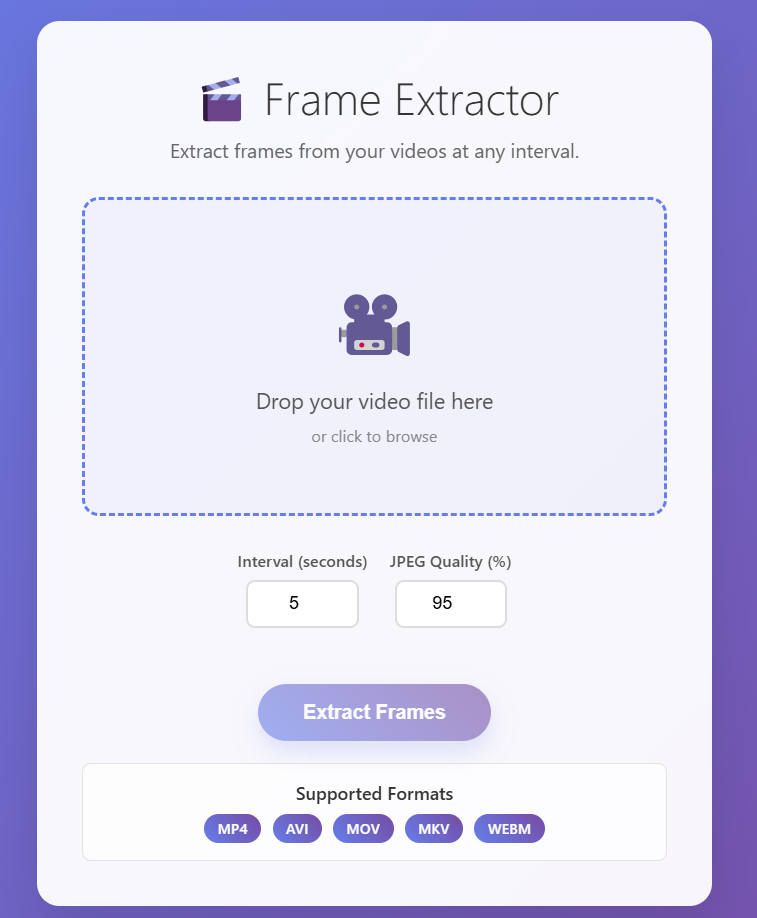 Frame Extractor
Extract frames from your videos at any interval.
Drop your video file here
or click to browse
Interval (seconds) JPEG Quality (%)
5 95
Extract Frames
Supported Formats
MP4 AVI MOV MKV WEBM